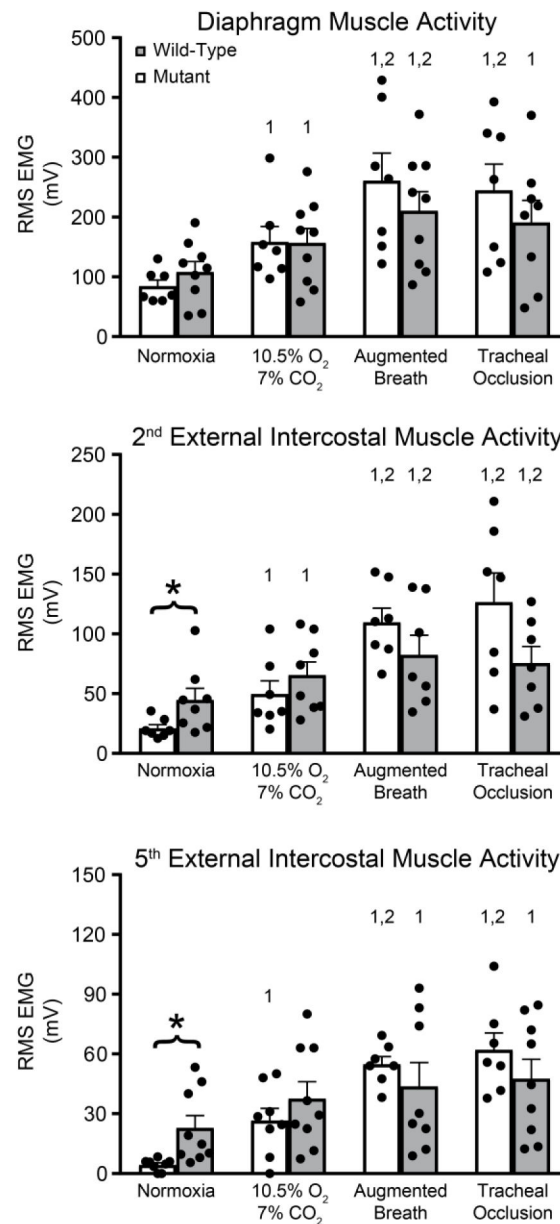 Diaphragm Muscle Activity
Wild-Type
Mutant
1,2 1,2 1,2 1
1 1
RMS EMG
(mV)
500
400
300
200
100
0
Normoxia 10.5% O₂ Augmented Tracheal
7% CO₂ Breath Occlusion
2ⁿᵈ External Intercostal Muscle Activity
1,2 1,2 1,2 1,2
1 1
*
RMS EMG
(mV)
250
200
150
100
50
0
Normoxia 10.5% O₂ Augmented Tracheal
7% CO₂ Breath Occlusion
5ᵗʰ External Intercostal Muscle Activity
1,2 1 1,2 1
1
*
RMS EMG
(mV)
150
120
90
60
30
0
Normoxia 10.5% O₂ Augmented Tracheal
7% CO₂ Breath Occlusion